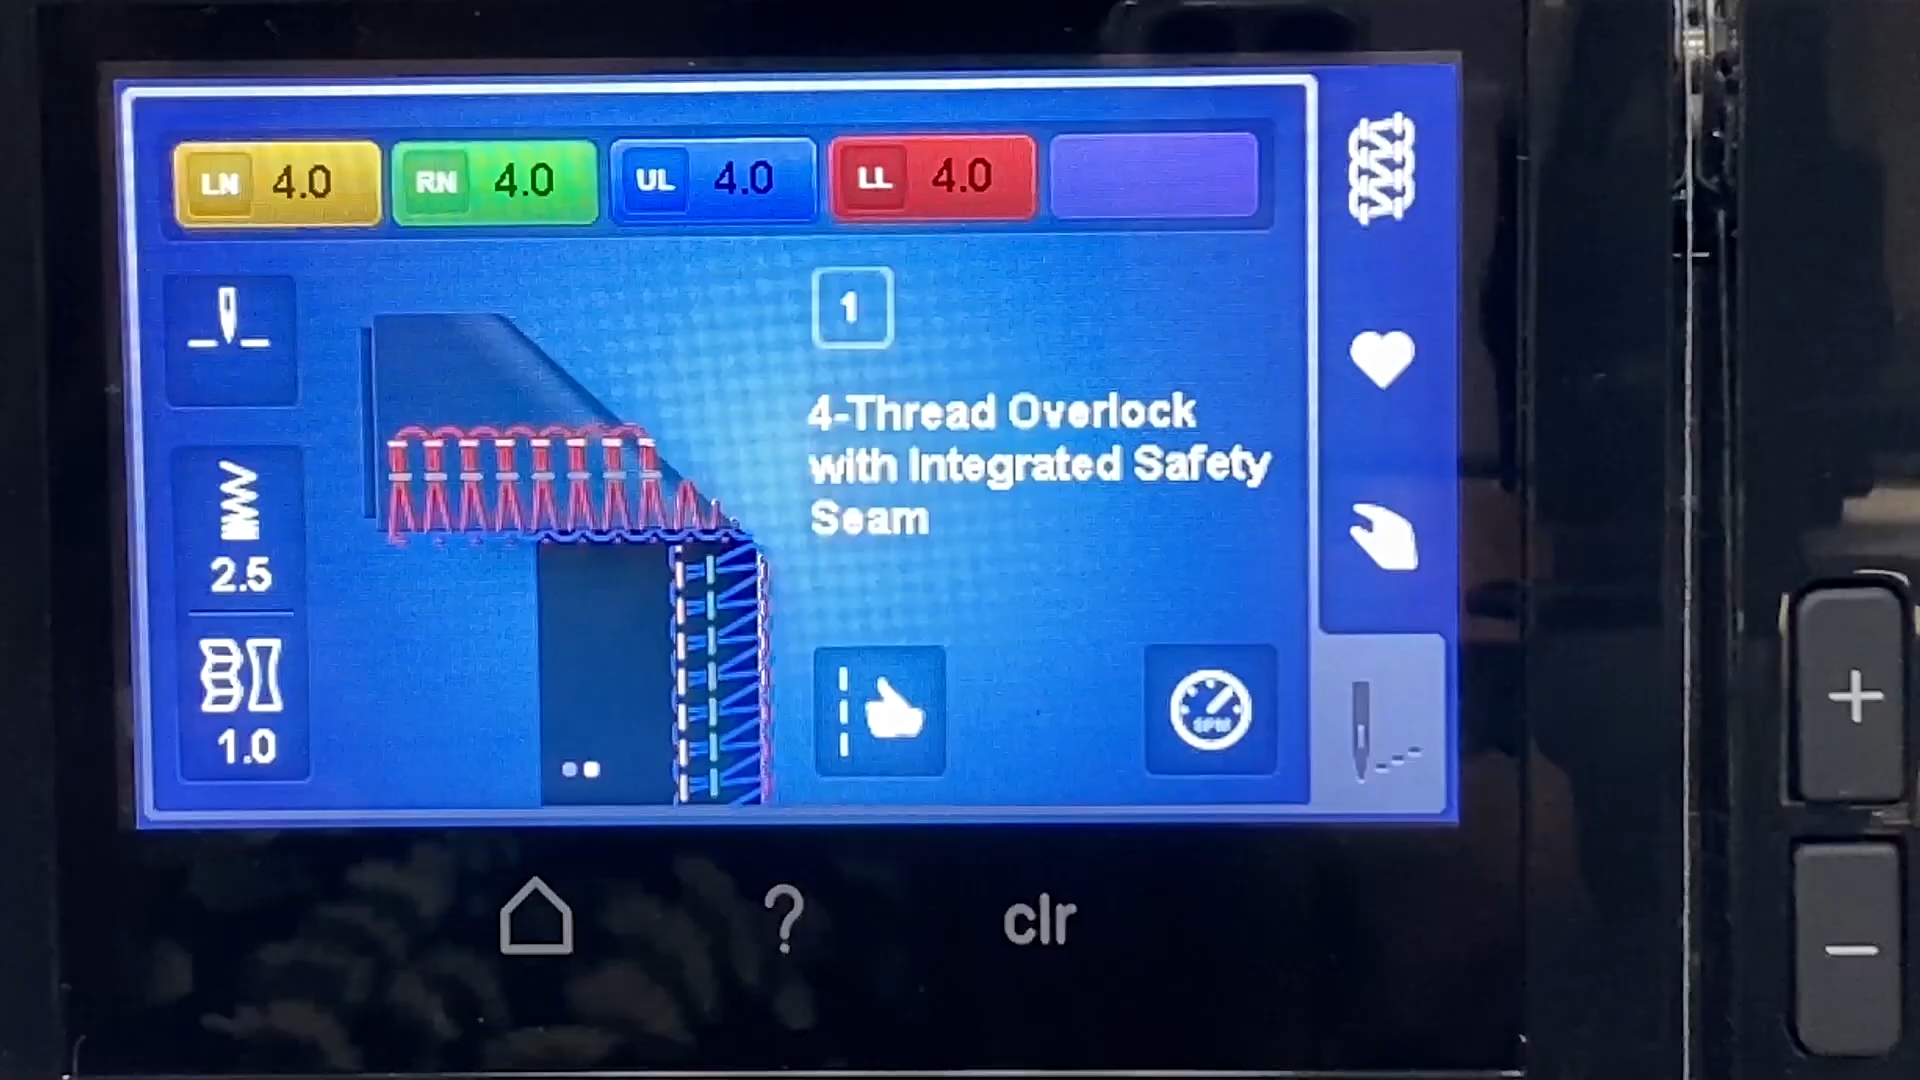 LN 4.0 RN 4.0 UL 4.0 LL 4.0
1
4-Thread Overlock
with Integrated Safety
Seam
2.5
1.0
SPM
? clr
+
−